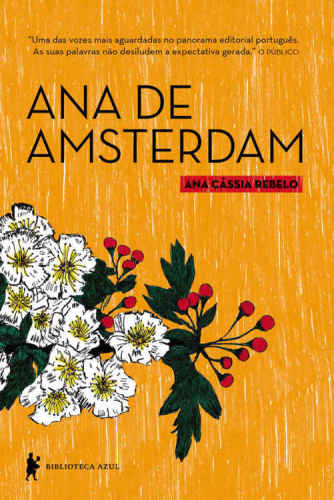 "Uma das vozes mais aguardadas no panorama editorial português.
As suas palavras não desiludem a expectativa gerada." O PÚBLICO
ANA DE
AMSTERDAM
ANA CÁSSIA REBELO
BIBLIOTECA AZUL